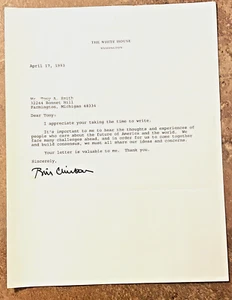 THE WHITE HOUSE
WASHINGTON
April 19, 1993
Mr. Tony A. Smith
Farmington, Michigan
Dear Tony:
I appreciate your taking the time to write.
It's important to me to hear the thoughts and experiences of
people who care about the future of America and the world. We
face many challenges ahead, and in order for us to come together
and build consensus, we must all share our ideas and concerns.
Your letter is valuable to me. Thank you.
Sincerely,
Bill Clinton